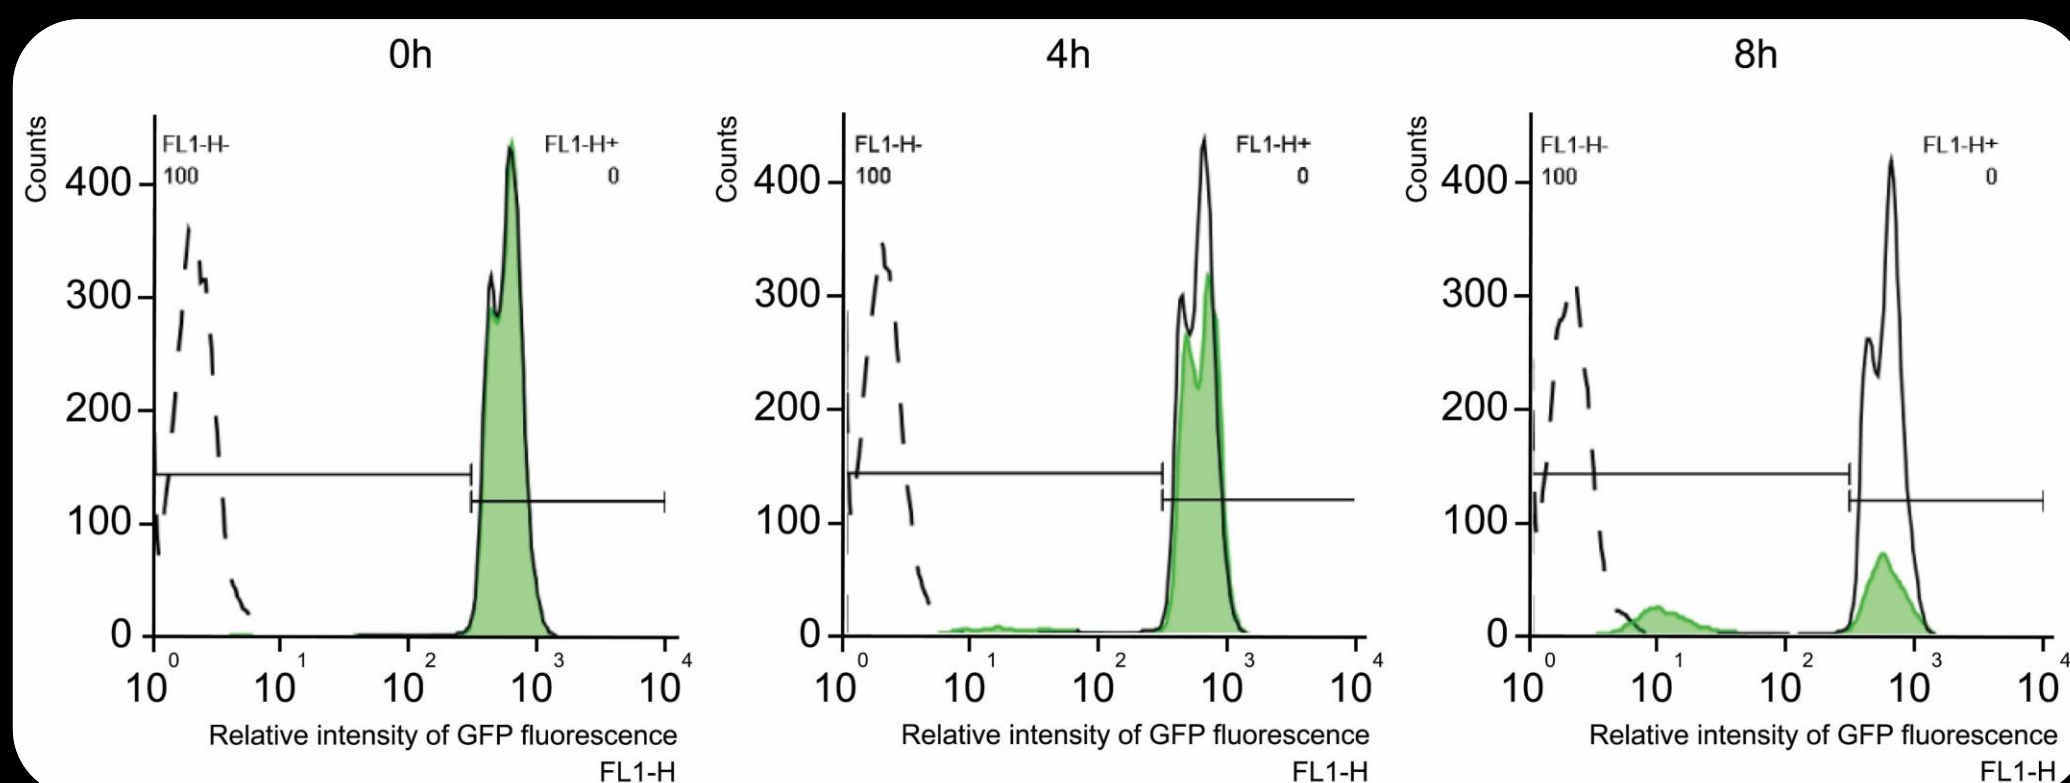 0h
Counts
FL1-H-
100
FL1-H+
0
400
300
200
100
0
10^0 10^1 10^2 10^3 10^4
Relative intensity of GFP fluorescence
FL1-H
4h
Counts
FL1-H-
100
FL1-H+
0
400
300
200
100
0
10^0 10^1 10^2 10^3 10^4
Relative intensity of GFP fluorescence
FL1-H
8h
Counts
FL1-H-
100
FL1-H+
0
400
300
200
100
0
10^0 10^1 10^2 10^3 10^4
Relative intensity of GFP fluorescence
FL1-H